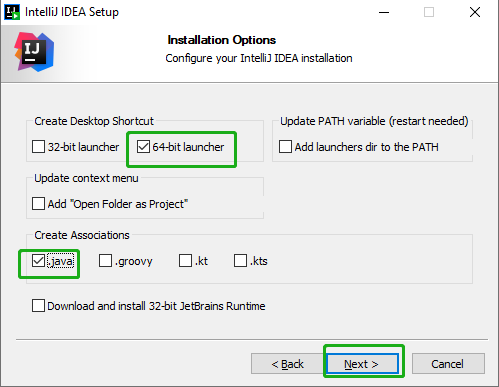 IntelliJ IDEA Setup
IJ
Installation Options
Configure your IntelliJ IDEA installation
Create Desktop Shortcut
32-bit launcher
64-bit launcher
Update PATH variable (restart needed)
Add launchers dir to the PATH
Update context menu
Add "Open Folder as Project"
Create Associations
.java
.groovy
.kt
.kts
Download and install 32-bit JetBrains Runtime
< Back
Next >
Cancel